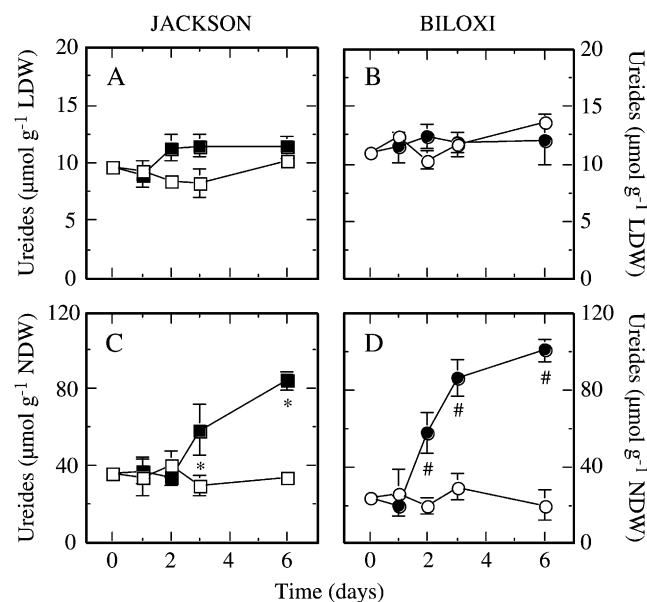 JACKSON BILOXI
20 A B 20
15 15
10 10
5 5
0 0
Ureides (μmol g⁻¹ LDW)
Ureides (μmol g⁻¹ LDW)
120 C D 120
80 80
* # #
40 * # 40
0 0
Ureides (μmol g⁻¹ NDW)
Ureides (μmol g⁻¹ NDW)
0 2 4 6 0 2 4 6
Time (days)